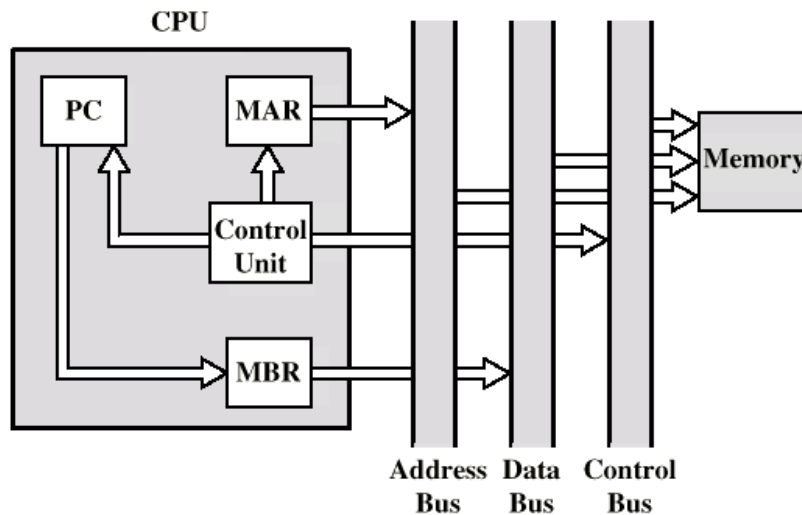 CPU
PC
MAR
Memory
Control
Unit
MBR
Address
Bus
Data
Bus
Control
Bus